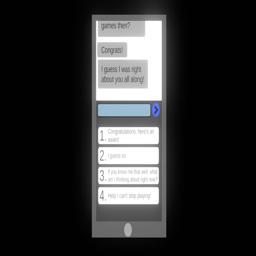 games then?
Congrats!
I guess I was right
about you all along!
1. Congratulations, here's an
award!
2. I guess so
3. If you know me that well, what
am I thinking about right now?
4. Help I can't stop playing!